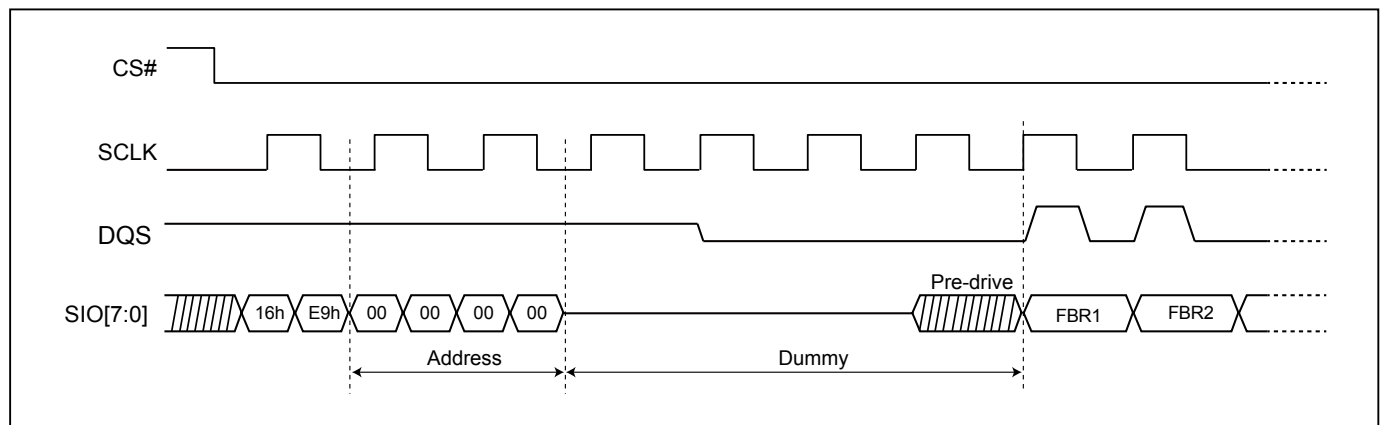 CS#
SCLK
DQS
Pre-drive
SIO[7:0] 16h E9h 00 00 00 00 FBR1 FBR2
Address Dummy